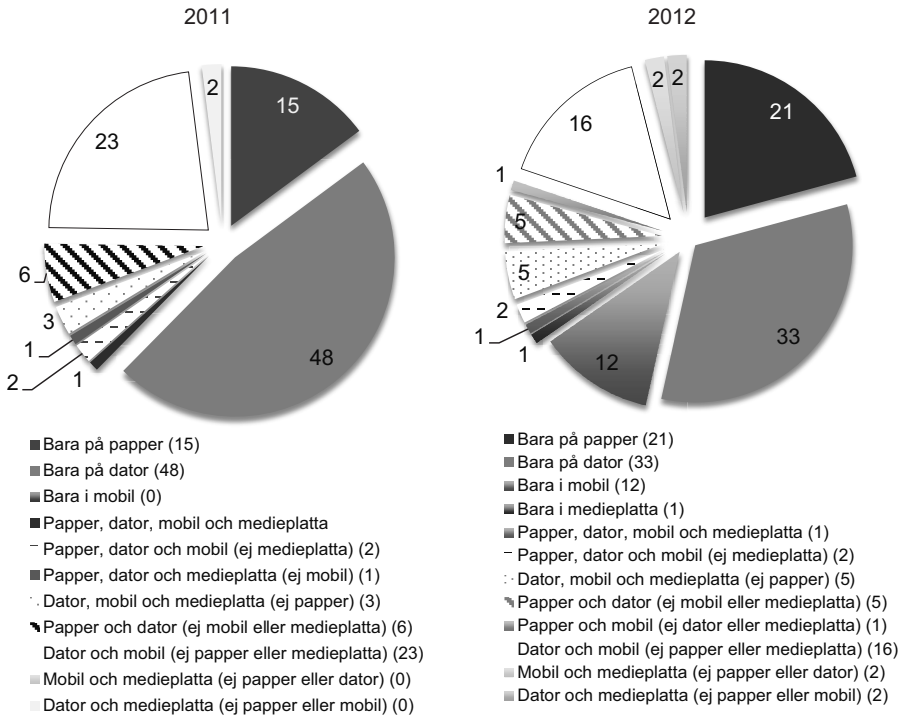 2011
2
15
23
6
3
1
2
1
48
Bara på papper (15)
Bara på dator (48)
Bara i mobil (0)
Papper, dator, mobil och medieplatta
Papper, dator och mobil (ej medieplatta) (2)
Papper, dator och medieplatta (ej mobil) (1)
Dator, mobil och medieplatta (ej papper) (3)
Papper och dator (ej mobil eller medieplatta) (6)
Dator och mobil (ej papper eller medieplatta) (23)
Mobil och medieplatta (ej papper eller dator) (0)
Dator och medieplatta (ej papper eller mobil) (0)
2012
2 2
21
16
1
5
5
2
1
1
12
33
Bara på papper (21)
Bara på dator (33)
Bara i mobil (12)
Bara i medieplatta (1)
Papper, dator, mobil och medieplatta (1)
Papper, dator och mobil (ej medieplatta) (2)
Dator, mobil och medieplatta (ej papper) (5)
Papper och dator (ej mobil eller medieplatta) (5)
Papper och mobil (ej dator eller medieplatta) (1)
Dator och mobil (ej papper eller medieplatta) (16)
Mobil och medieplatta (ej papper eller dator) (2)
Dator och medieplatta (ej papper eller mobil) (2)